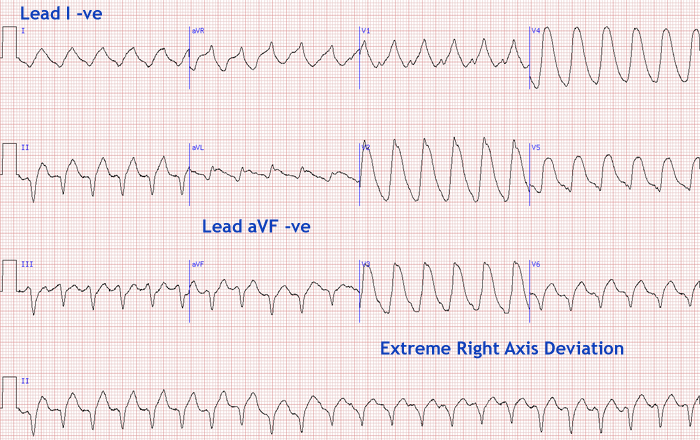 Lead I -ve
I
aVR
V1
V4
II
aVL
V2
V5
Lead aVF -ve
III
aVF
V3
V6
Extreme Right Axis Deviation
II